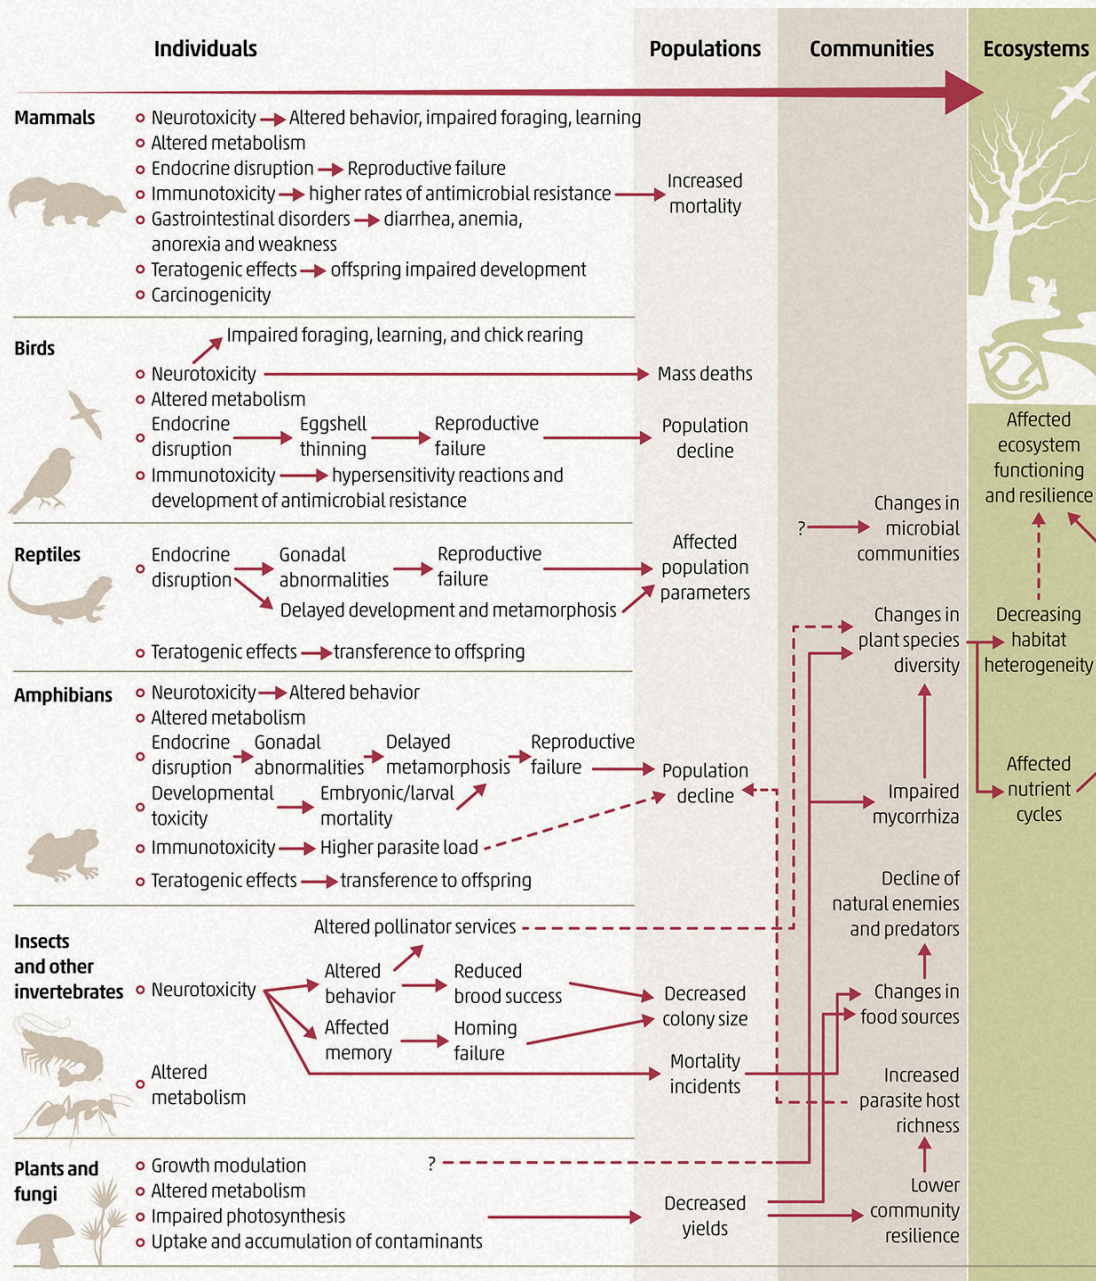 Individuals
Populations
Communities
Ecosystems
Mammals
Neurotoxicity
Altered behavior, impaired foraging, learning
Altered metabolism
Endocrine disruption
Reproductive failure
Immunotoxicity
higher rates of antimicrobial resistance
Gastrointestinal disorders
diarrhea, anemia,
anorexia and weakness
Teratogenic effects
offspring impaired development
Carcinogenicity
Increased
mortality
Birds
Impaired foraging, learning, and chick rearing
Neurotoxicity
Mass deaths
Altered metabolism
Endocrine
disruption
Eggshell
thinning
Reproductive
failure
Population
decline
Immunotoxicity
hypersensitivity reactions and
development of antimicrobial resistance
Reptiles
Endocrine
disruption
Gonadal
abnormalities
Reproductive
failure
Delayed development and metamorphosis
Affected
population
parameters
Teratogenic effects
transference to offspring
Amphibians
Neurotoxicity
Altered behavior
Altered metabolism
Endocrine
disruption
Gonadal
abnormalities
Delayed
metamorphosis
Reproductive
failure
Developmental
toxicity
Embryonic/larval
mortality
Population
decline
Immunotoxicity
Higher parasite load
Teratogenic effects
transference to offspring
Insects
and other
invertebrates
Altered pollinator services
Neurotoxicity
Altered
behavior
Reduced
brood success
Affected
memory
Homing
failure
Decreased
colony size
Mortality
incidents
Altered
metabolism
Plants and
fungi
Growth modulation
?
Altered metabolism
Impaired photosynthesis
Uptake and accumulation of contaminants
Decreased
yields
?
Changes in
microbial
communities
Changes in
plant species
diversity
Impaired
mycorrhiza
Decline of
natural enemies
and predators
Changes in
food sources
Increased
parasite host
richness
Lower
community
resilience
Affected
ecosystem
functioning
and resilience
Decreasing
habitat
heterogeneity
Affected
nutrient
cycles